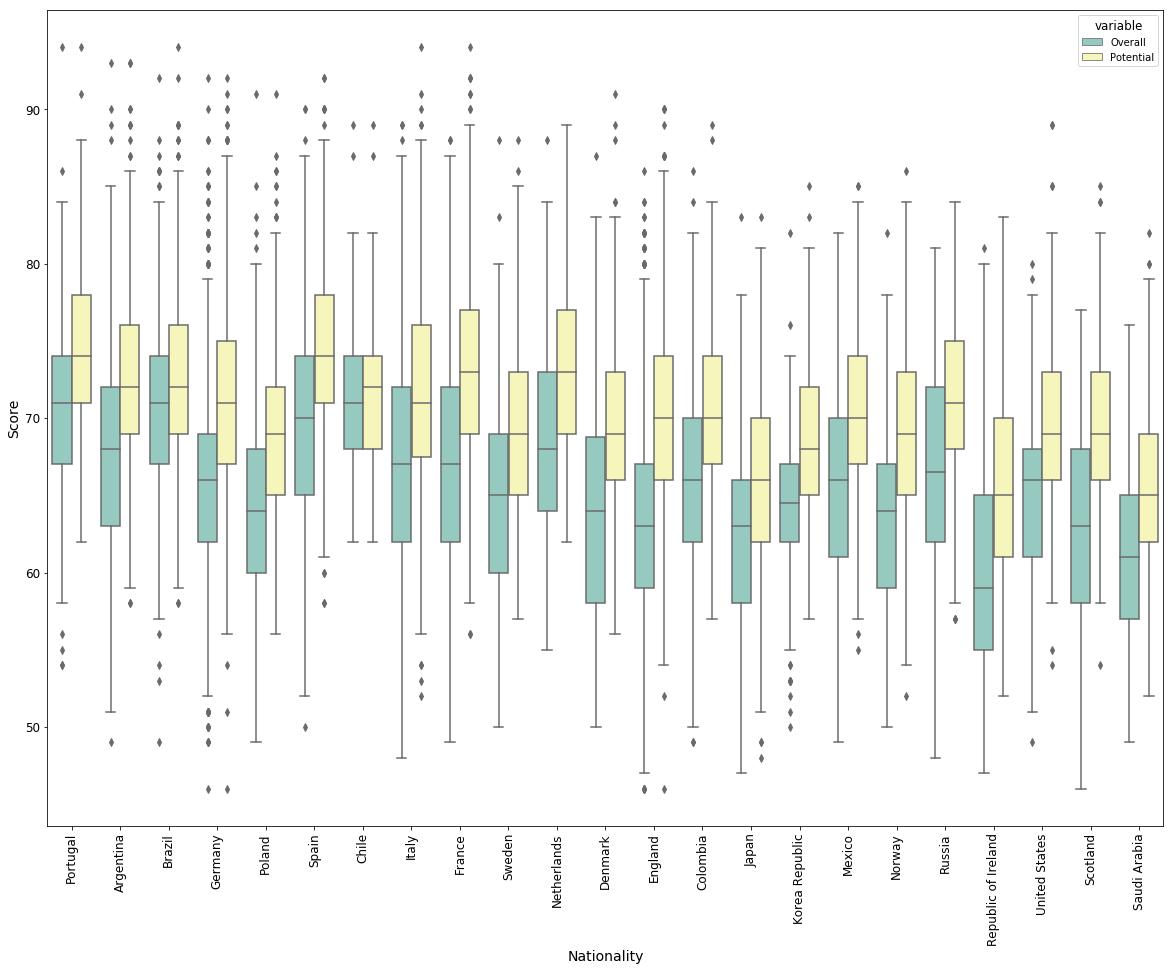 variable
Overall
Potential
90
80
70
60
50
Score
Portugal
Argentina
Brazil
Germany
Poland
Spain
Chile
Italy
France
Sweden
Netherlands
Denmark
England
Colombia
Japan
Korea Republic
Mexico
Norway
Russia
Republic of Ireland
United States
Scotland
Saudi Arabia
Nationality